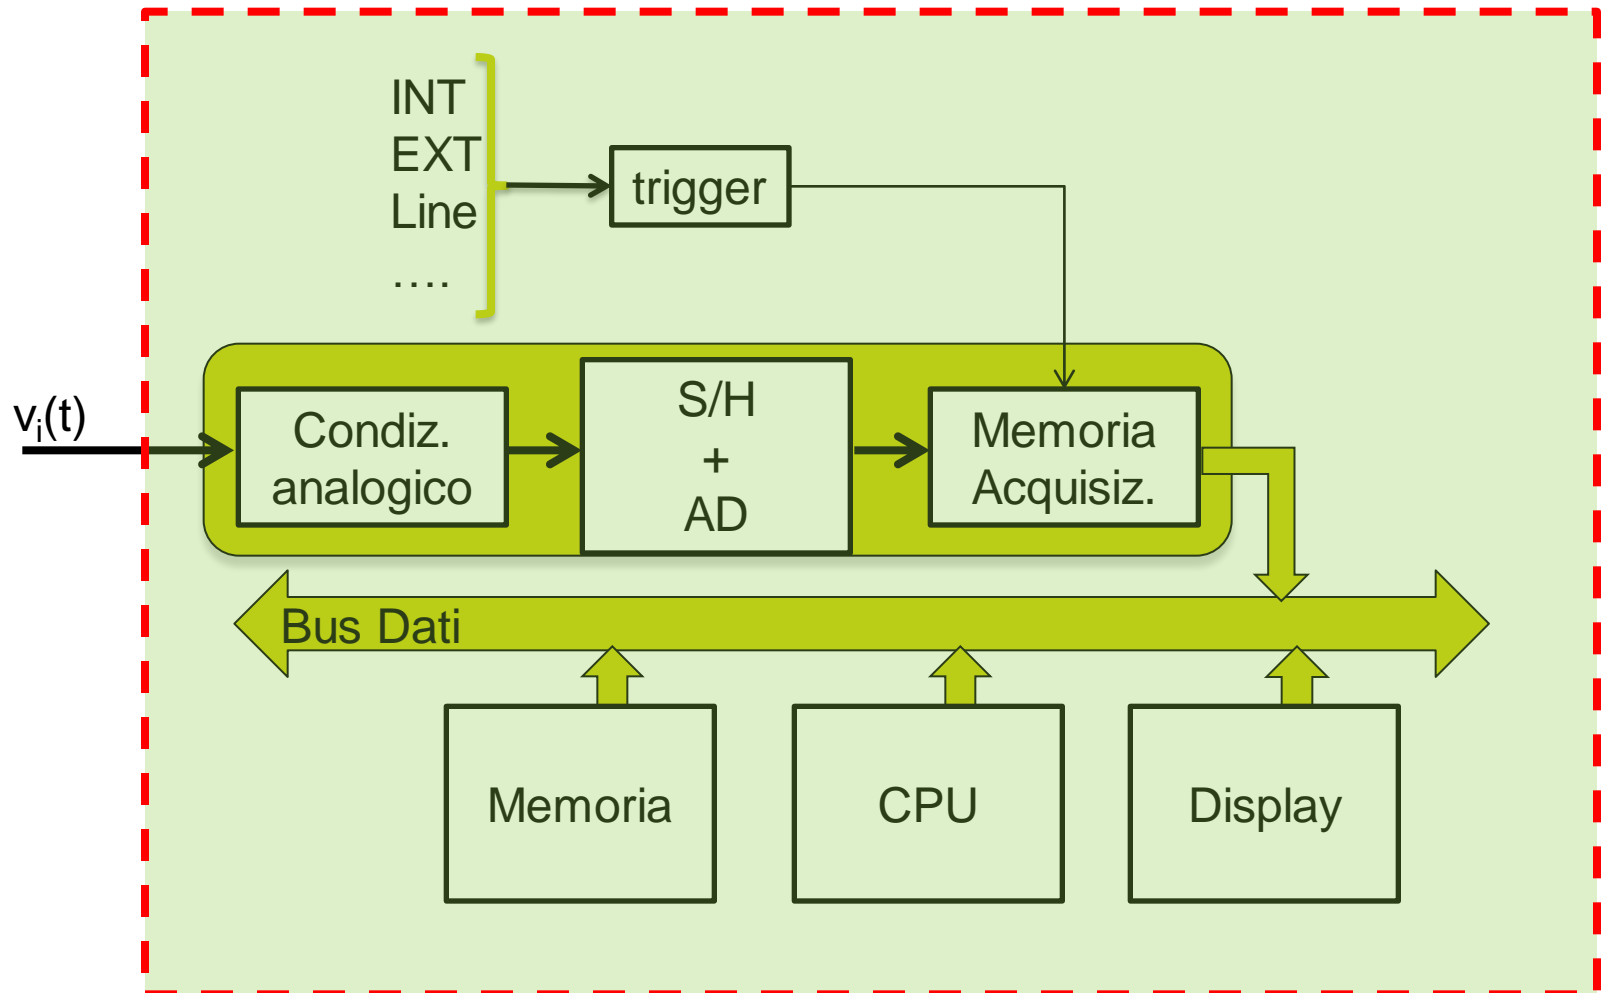 INT
EXT
Line
....
trigger
vi(t)
Condiz.
analogico
S/H
+
AD
Memoria
Acquisiz.
Bus Dati
Memoria
CPU
Display